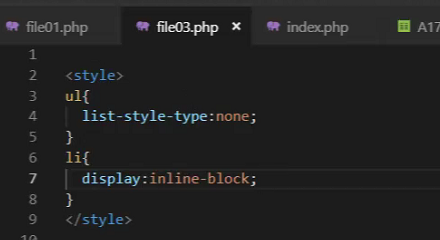 file01.php file03.php × index.php A17
1
2 <style>
3 ul{
4 list-style-type:none;
5 }
6 li{
7 display:inline-block;
8 }
9 </style>
10